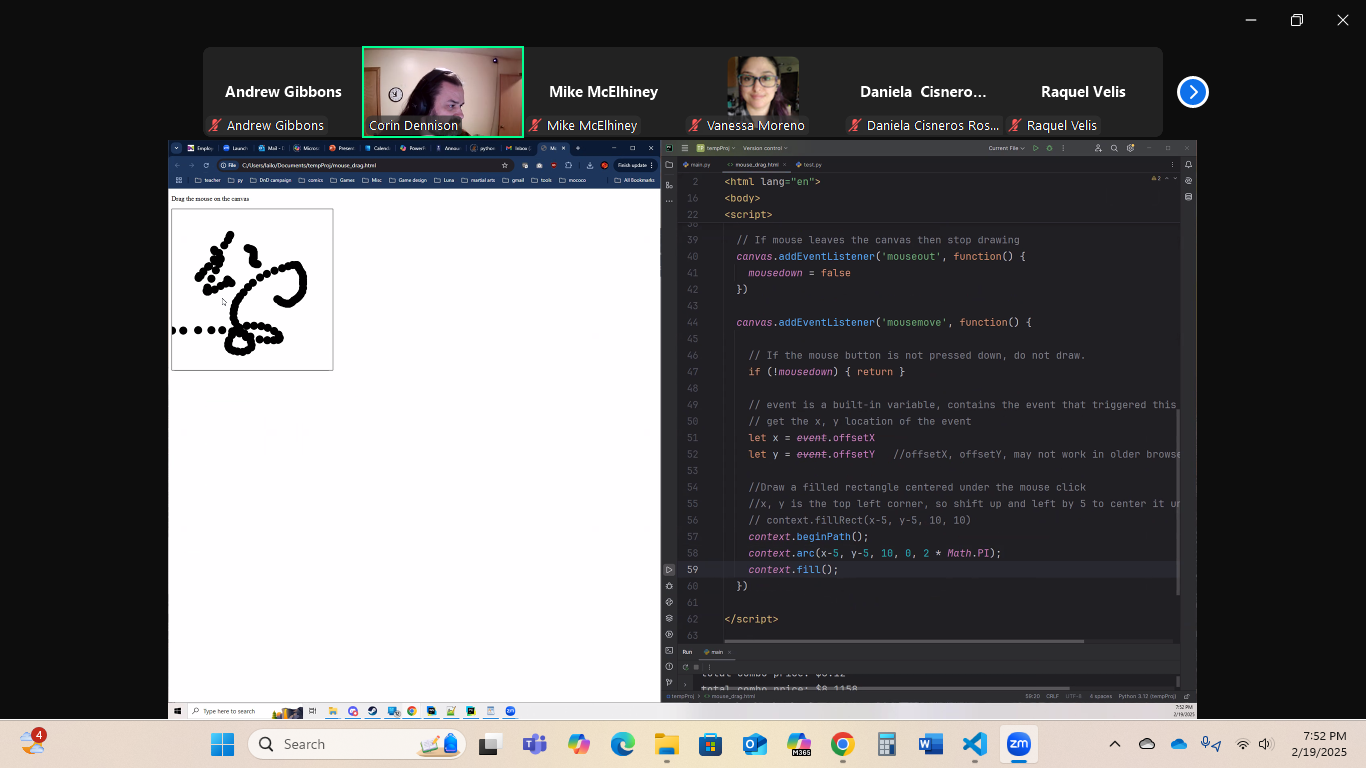 Andrew Gibbons
Mike McElhiney
Daniela Cisnero...
Raquel Velis
Andrew Gibbons
Corin Dennison
Mike McElhiney
Vanessa Moreno
Daniela Cisneros Ros...
Raquel Velis
File C:/Users/lailo/Documents/tempProj/mouse_drag.html
Finish update
teacher py DnD campaign comics Games Misc Game design Luna martial arts gmail tools mococo All Bookmarks
Drag the mouse on the canvas
tempProj Version control Current File
main.py mouse_drag.html test.py
2 <html lang="en">
16 <body>
22 <script>
38
39 // If mouse leaves the canvas then stop drawing
40 canvas.addEventListener('mouseout', function() {
41 mousedown = false
42 })
43
44 canvas.addEventListener('mousemove', function() {
45
46 // If the mouse button is not pressed down, do not draw.
47 if (!mousedown) { return }
48
49 // event is a built-in variable, contains the event that triggered this
50 // get the x, y location of the event
51 let x = event.offsetX
52 let y = event.offsetY //offsetX, offsetY, may not work in older browse
53
54 //Draw a filled rectangle centered under the mouse click
55 //x, y is the top left corner, so shift up and left by 5 to center it un
56 // context.fillRect(x-5, y-5, 10, 10)
57 context.beginPath();
58 context.arc(x-5, y-5, 10, 0, 2 * Math.PI);
59 context.fill();
60 })
61
62 </script>
63
Run main
total combo price: $8.12
total combo price: $8.1158
tempProj > mouse_drag.html 59:20 CRLF UTF-8 4 spaces Python 3.12 (tempProj)
Type here to search
7:52 PM
2/19/2025
4
Search
M365
zm
7:52 PM
2/19/2025